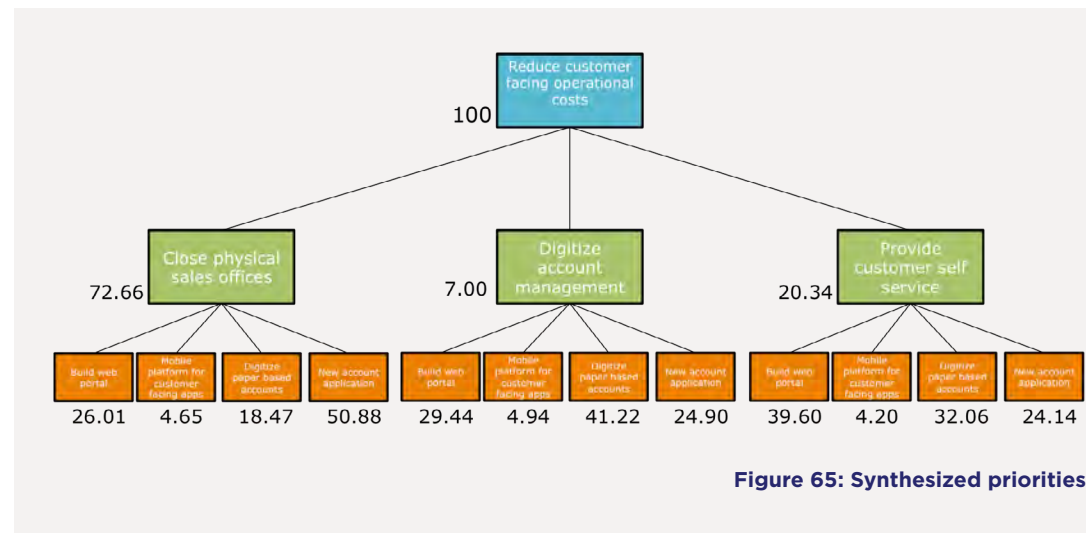 Reduce customer
facing operational
costs
100
Close physical
sales offices
72.66
Digitize
account
management
7.00
Provide
customer self
service
20.34
Build web
portal
26.01
Mobile
platform for
customer
facing apps
4.65
Digitize
paper based
accounts
18.47
New account
application
50.88
Build web
portal
29.44
Mobile
platform for
customer
facing apps
4.94
Digitize
paper based
accounts
41.22
New account
application
24.90
Build web
portal
39.60
Mobile
platform for
customer
facing apps
4.20
Digitize
paper based
accounts
32.06
New account
application
24.14
Figure 65: Synthesized priorities